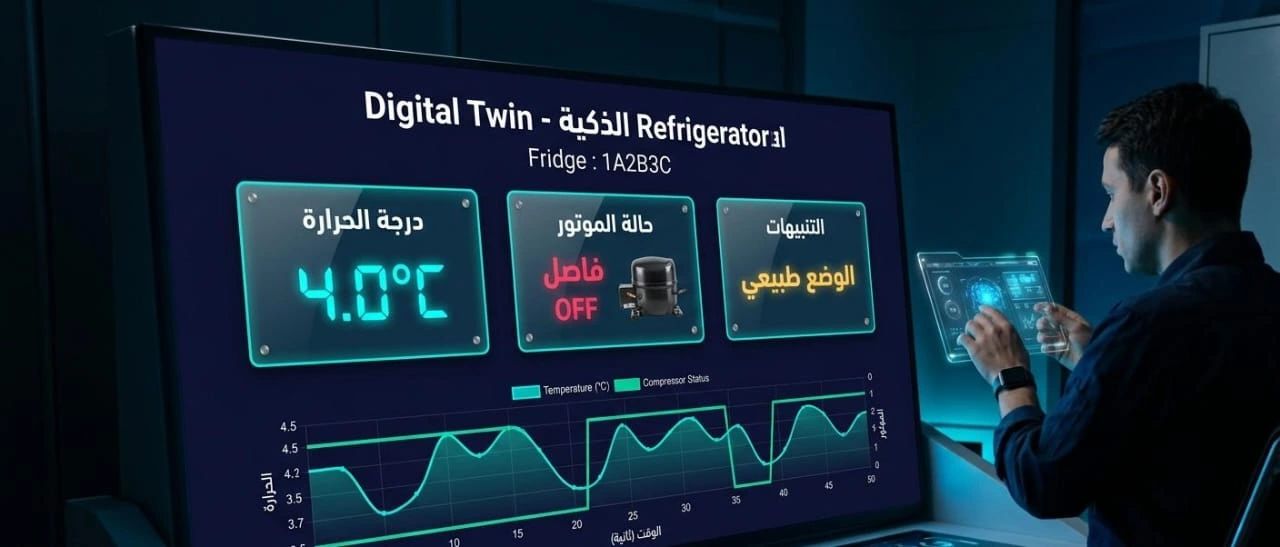 Digital Twin - الذكية Refrigerator
Fridge : 1A2B3C
درجة الحرارة
4.0°C
حالة الموتور
فاصل
OFF
التنبيهات
الوضع طبيعي
Temperature (°C)
Compressor Status
4.5
4.5
4.2
3.5
3.7
الحرارة
10
15
20
25
30
35
40
45
50
0
1
2
1
0
الوقت (ثانية)